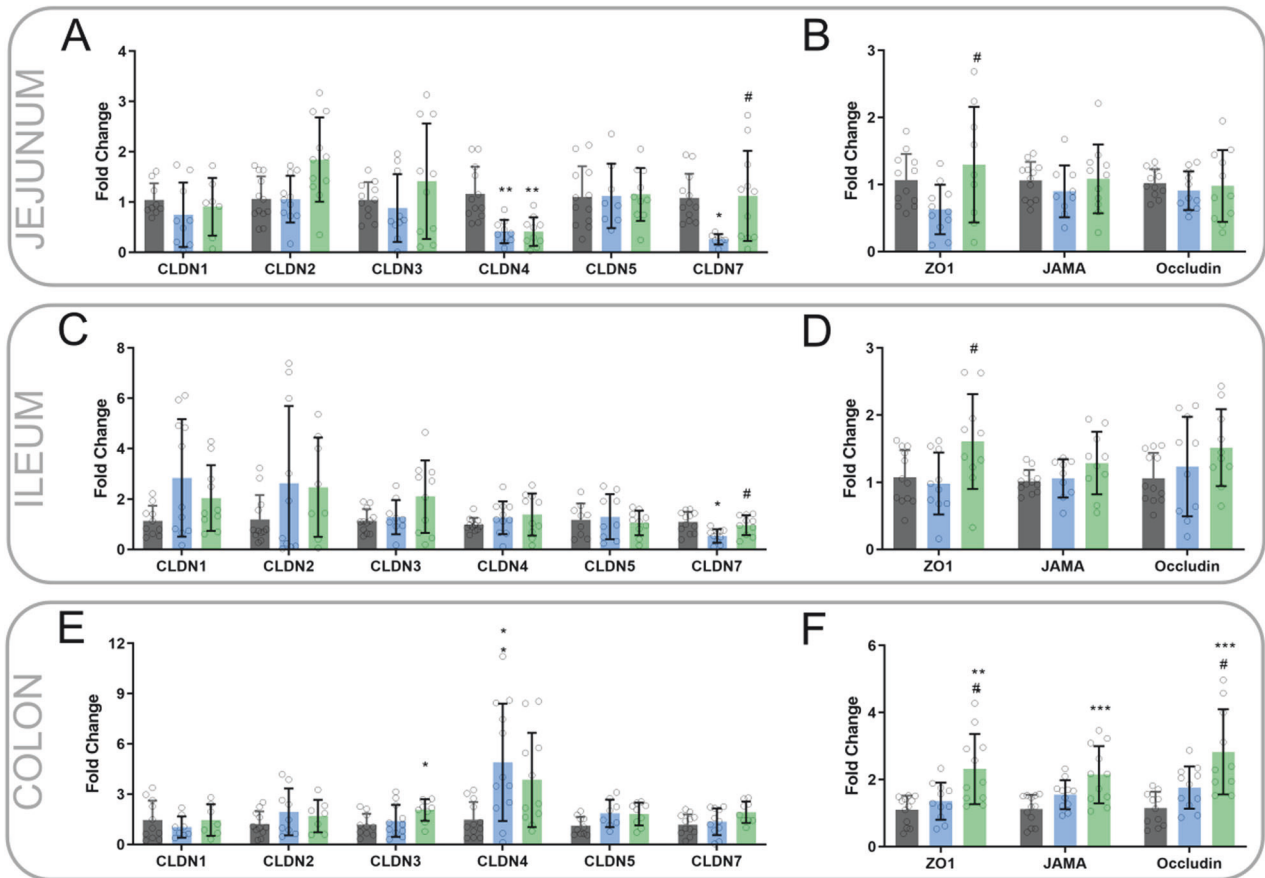 JEJUNUM
A
Fold Change
4
3
2
1
0
#
** ** *
CLDN1 CLDN2 CLDN3 CLDN4 CLDN5 CLDN7
B
Fold Change
3
2
1
0
#
ZO1 JAMA Occludin
ILEUM
C
Fold Change
8
6
4
2
0
* #
CLDN1 CLDN2 CLDN3 CLDN4 CLDN5 CLDN7
D
Fold Change
3
2
1
0
#
ZO1 JAMA Occludin
COLON
E
Fold Change
12
9
6
3
0
*
*
*
CLDN1 CLDN2 CLDN3 CLDN4 CLDN5 CLDN7
F
Fold Change
6
4
2
0
** *** ***
# #
ZO1 JAMA Occludin